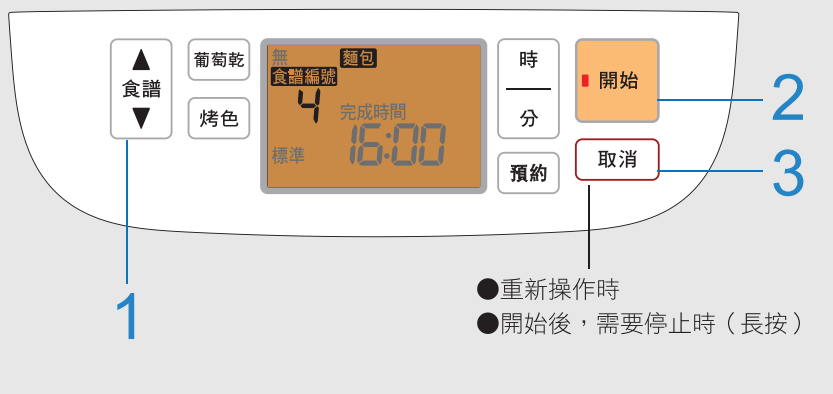 ▲
食譜
▼
葡萄乾
烤色
無
麵包
食譜編號
4
完成時間
16:00
標準
時
分
預約
開始
取消
1
2
3
●重新操作時
●開始後，需要停止時（長按）